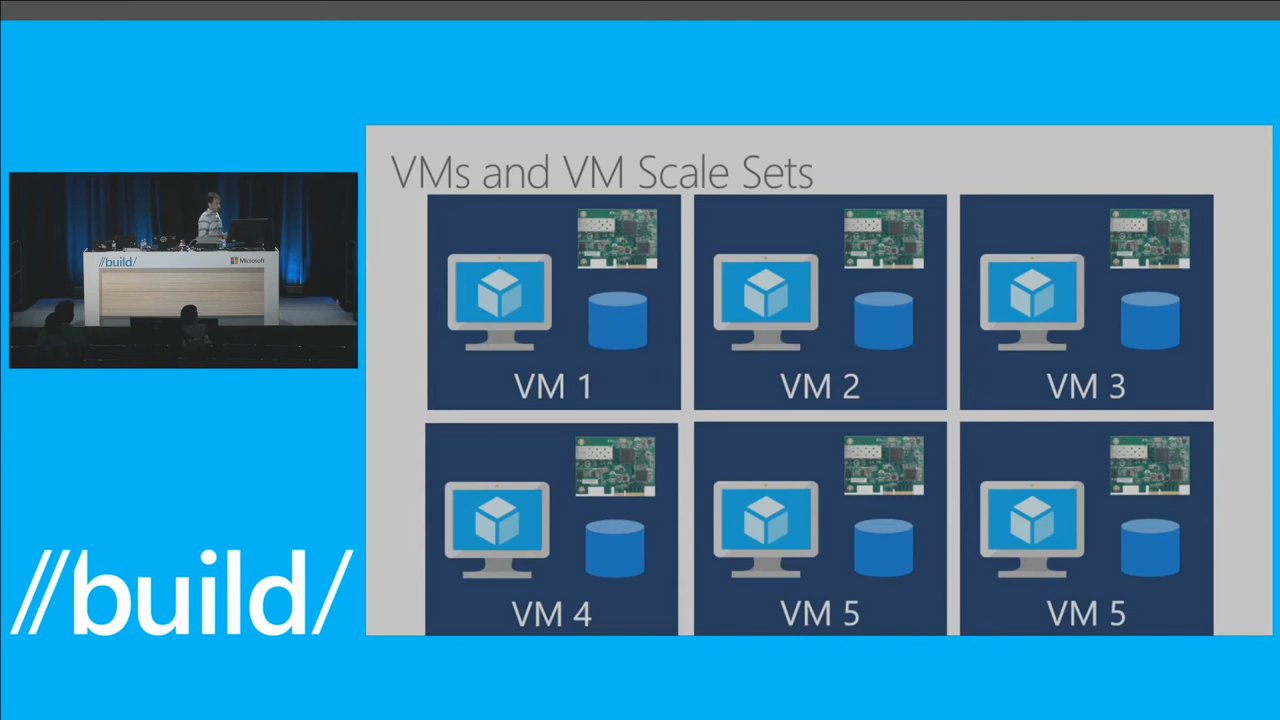 VMs and VM Scale Sets
VM 1
VM 2
VM 3
//build/
Microsoft
VM 4
VM 5
VM 5
//build/